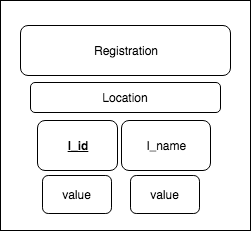 Registration
Location
l_id l_name
value value